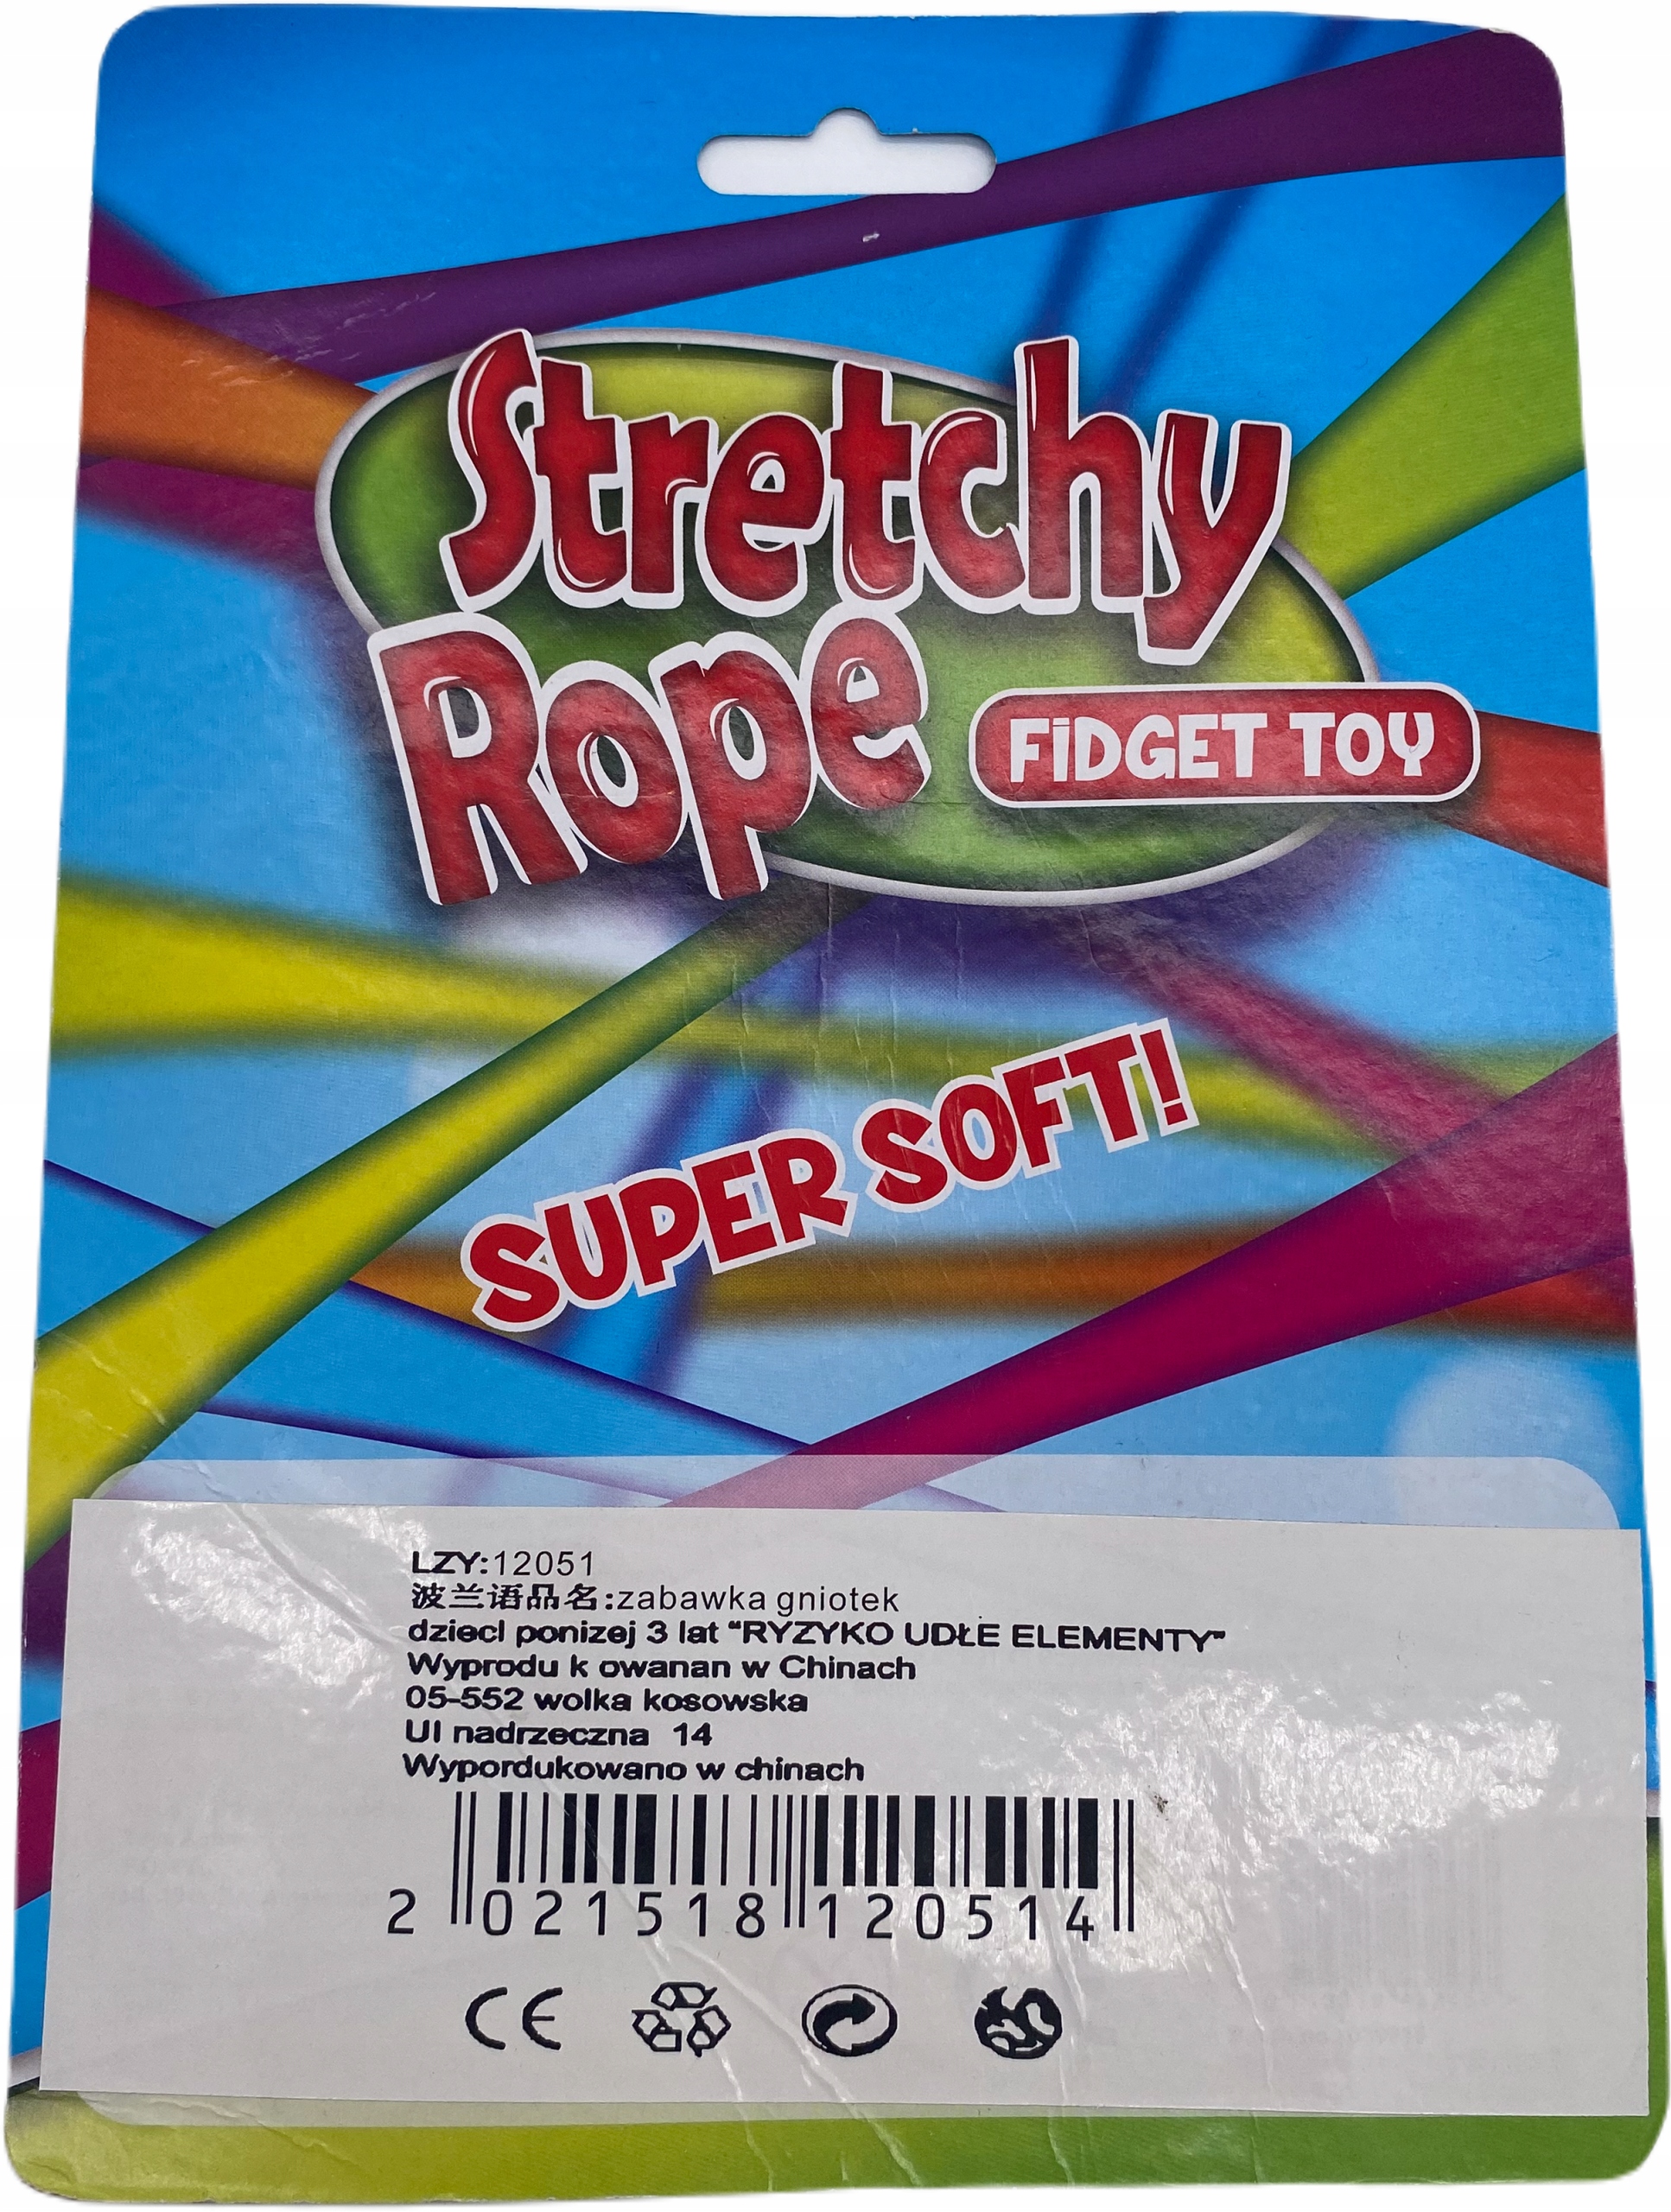 Stretchy
Rope
FiDGET TOY
SUPER SOFT!
LZY:12051
波兰语品名:zabawka gniotek
dziecl ponizej 3 lat “RYZYKO UDŁE ELEMENTY”
Wyprodu k owanan w Chinach
05-552 wolka kosowska
Ul nadrzeczna 14
Wypordukowano w chinach
2 021518 120514
CE